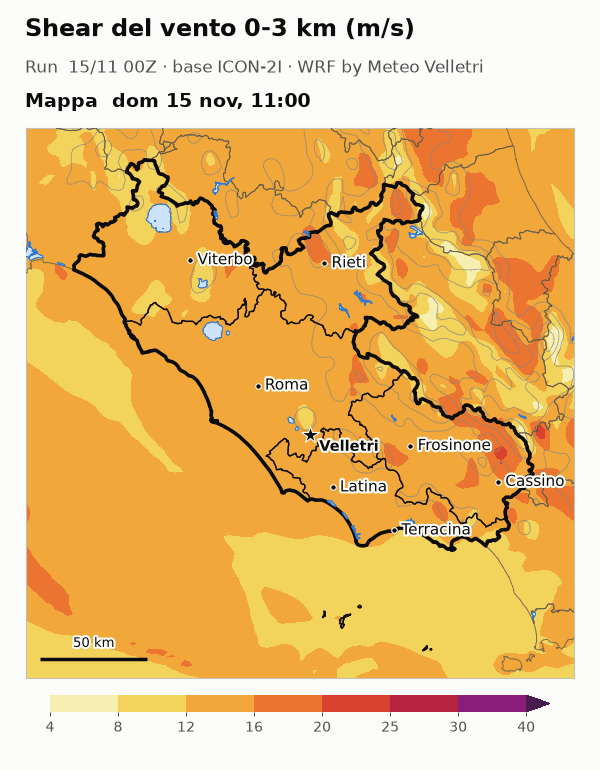 Shear del vento 0-3 km (m/s)
Run  15/11 00Z · base ICON-2I · WRF by Meteo Velletri
Mappa  dom 15 nov, 11:00
Viterbo
Rieti
Roma
Velletri
Frosinone
Cassino
Latina
Terracina
50 km
4 8 12 16 20 25 30 40